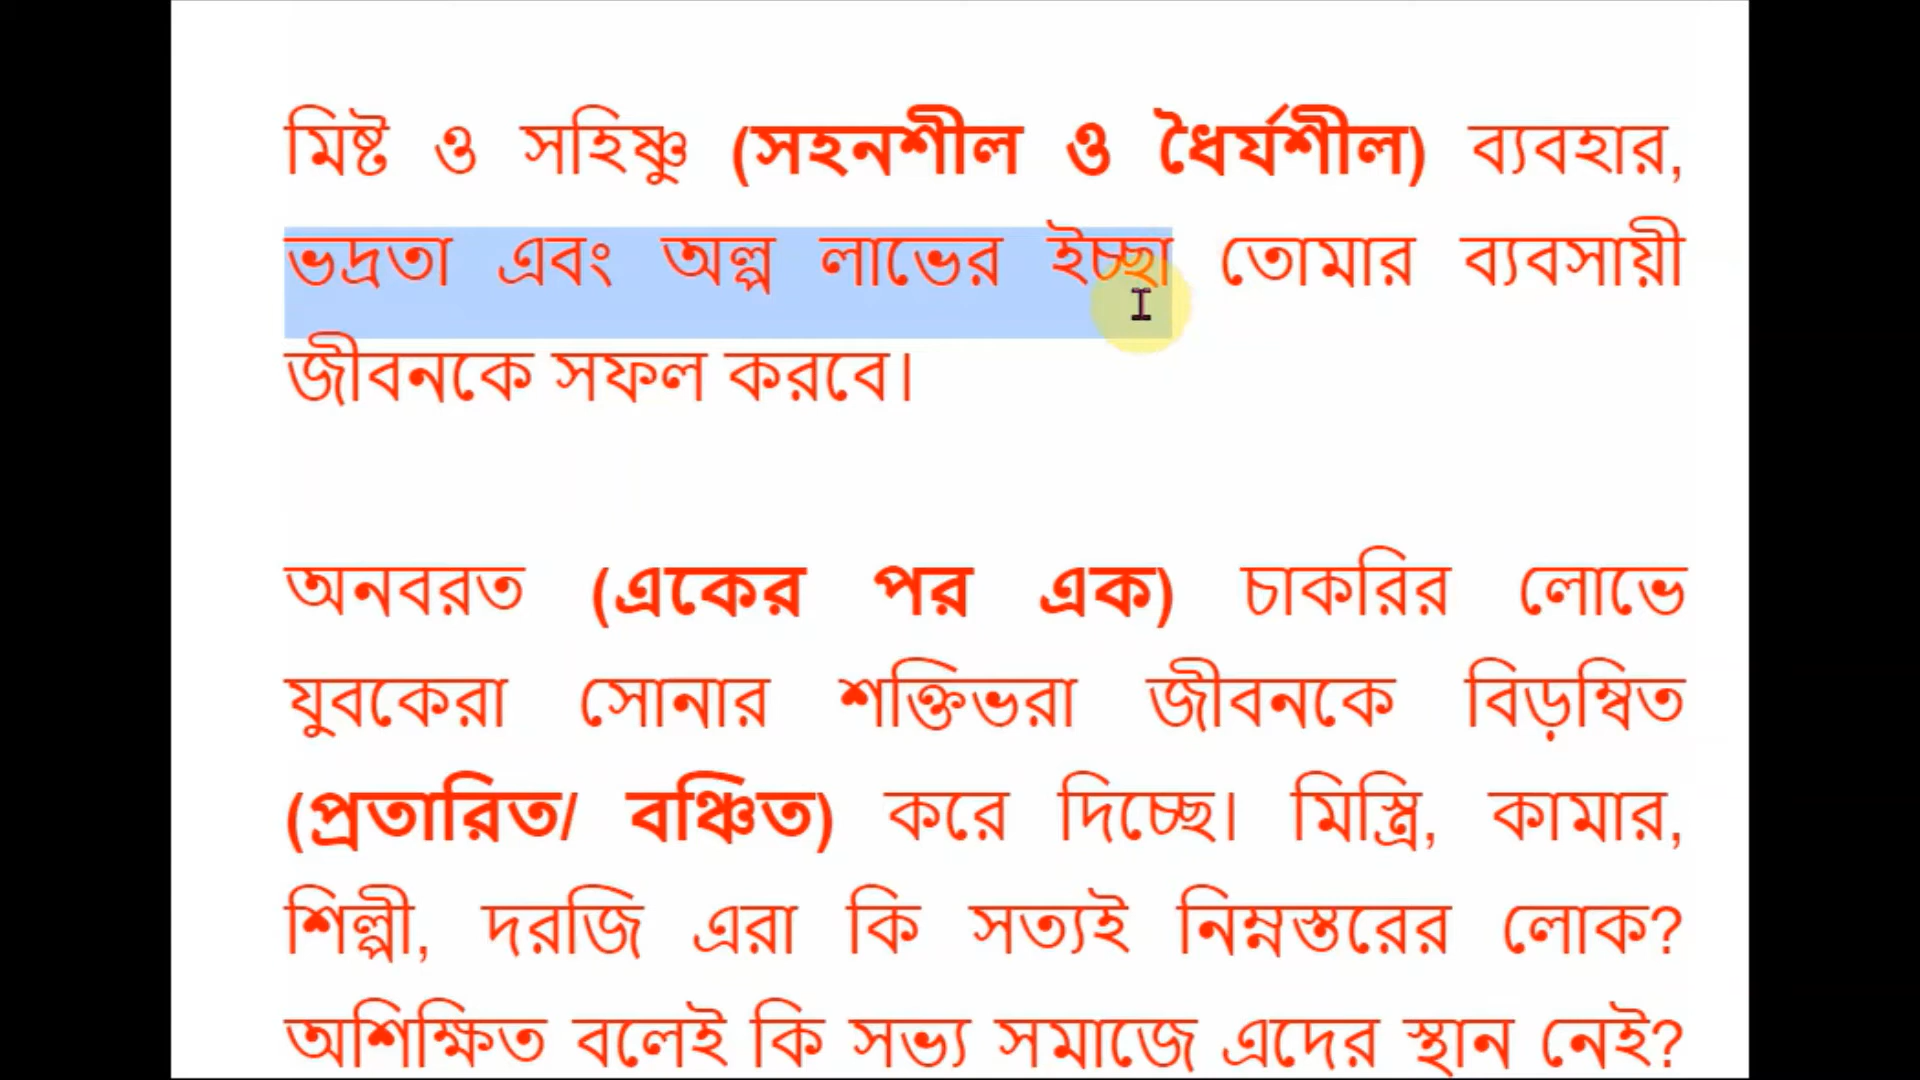 মিষ্ট ও সহিষ্ণু (সহনশীল ও ধৈর্যশীল) ব্যবহার,
ভদ্রতা এবং অল্প লাভের ইচ্ছা তোমার ব্যবসায়ী
জীবনকে সফল করবে।
অনবরত (একের পর এক) চাকরির লোভে
যুবকেরা সোনার শক্তিভরা জীবনকে বিড়ম্বিত
(প্রতারিত/ বঞ্চিত) করে দিচ্ছে। মিস্ত্রি, কামার,
শিল্পী, দরজি এরা কি সত্যই নিম্নস্তরের লোক?
অশিক্ষিত বলেই কি সভ্য সমাজে এদের স্থান নেই?